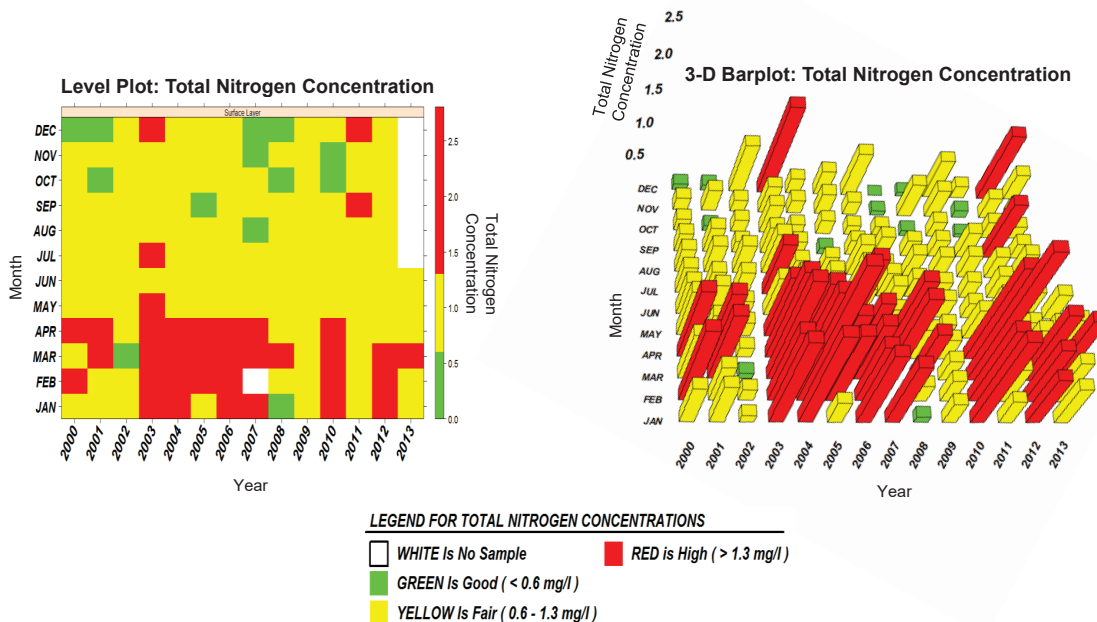 Level Plot: Total Nitrogen Concentration
Surface Layer
DEC
NOV
OCT
SEP
AUG
JUL
JUN
MAY
APR
MAR
FEB
JAN
Month
2000 2001 2002 2003 2004 2005 2006 2007 2008 2009 2010 2011 2012 2013
Year
2.5
2.0
1.5
1.0
0.5
0.0
Total Nitrogen
Concentration
3-D Barplot: Total Nitrogen Concentration
Total Nitrogen
Concentration
2.5
2.0
1.5
1.0
0.5
DEC
NOV
OCT
SEP
AUG
JUL
JUN
MAY
APR
MAR
FEB
JAN
Month
2000 2001 2002 2003 2004 2005 2006 2007 2008 2009 2010 2011 2012 2013
Year
LEGEND FOR TOTAL NITROGEN CONCENTRATIONS
WHITE Is No Sample
RED is High ( > 1.3 mg/l )
GREEN Is Good ( < 0.6 mg/l )
YELLOW Is Fair ( 0.6 - 1.3 mg/l )